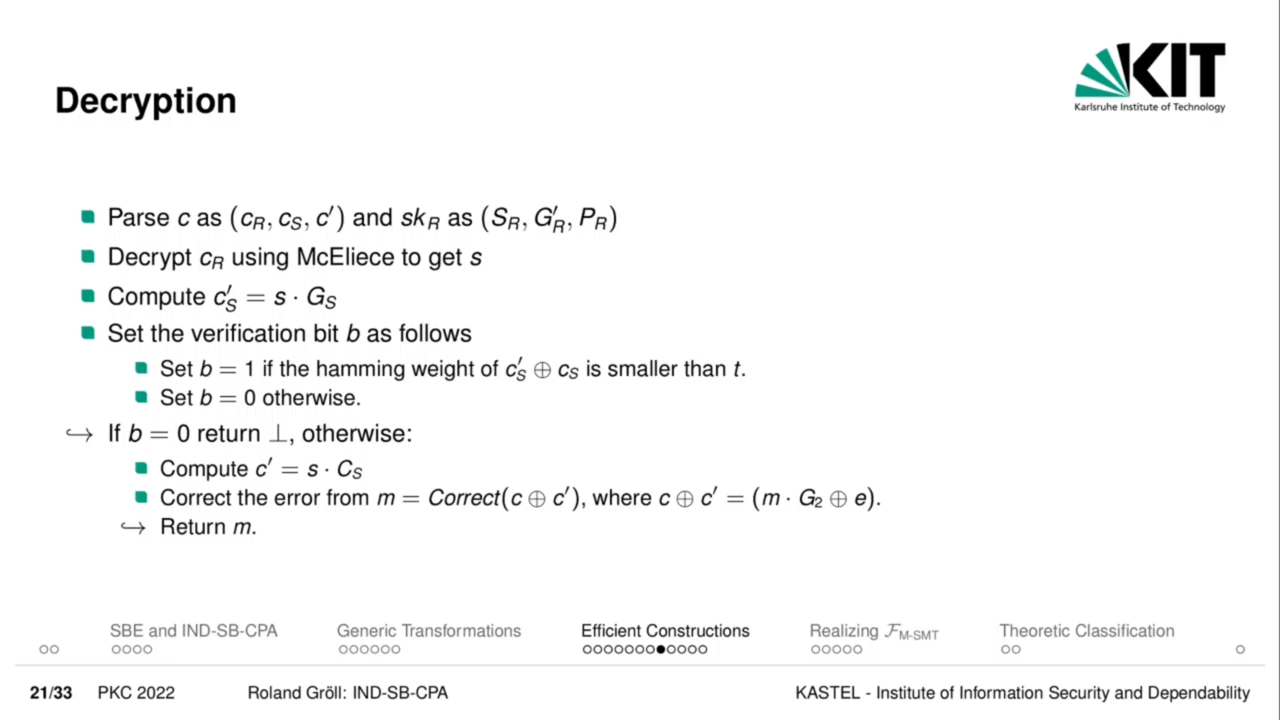 KIT
Karlsruhe Institute of Technology
Decryption
Parse c as (c_R, c_S, c′) and sk_R as (S_R, G′_R, P_R)
Decrypt c_R using McEliece to get s
Compute c′_S = s · G_S
Set the verification bit b as follows
Set b = 1 if the hamming weight of c′_S ⊕ c_S is smaller than t.
Set b = 0 otherwise.
↪ If b = 0 return ⊥, otherwise:
Compute c′ = s · C_S
Correct the error from m = Correct(c ⊕ c′), where c ⊕ c′ = (m · G_2 ⊕ e).
↪ Return m.
SBE and IND-SB-CPA Generic Transformations Efficient Constructions Realizing ℱ_M-SMT Theoretic Classification
21/33 PKC 2022 Roland Gröll: IND-SB-CPA KASTEL - Institute of Information Security and Dependability